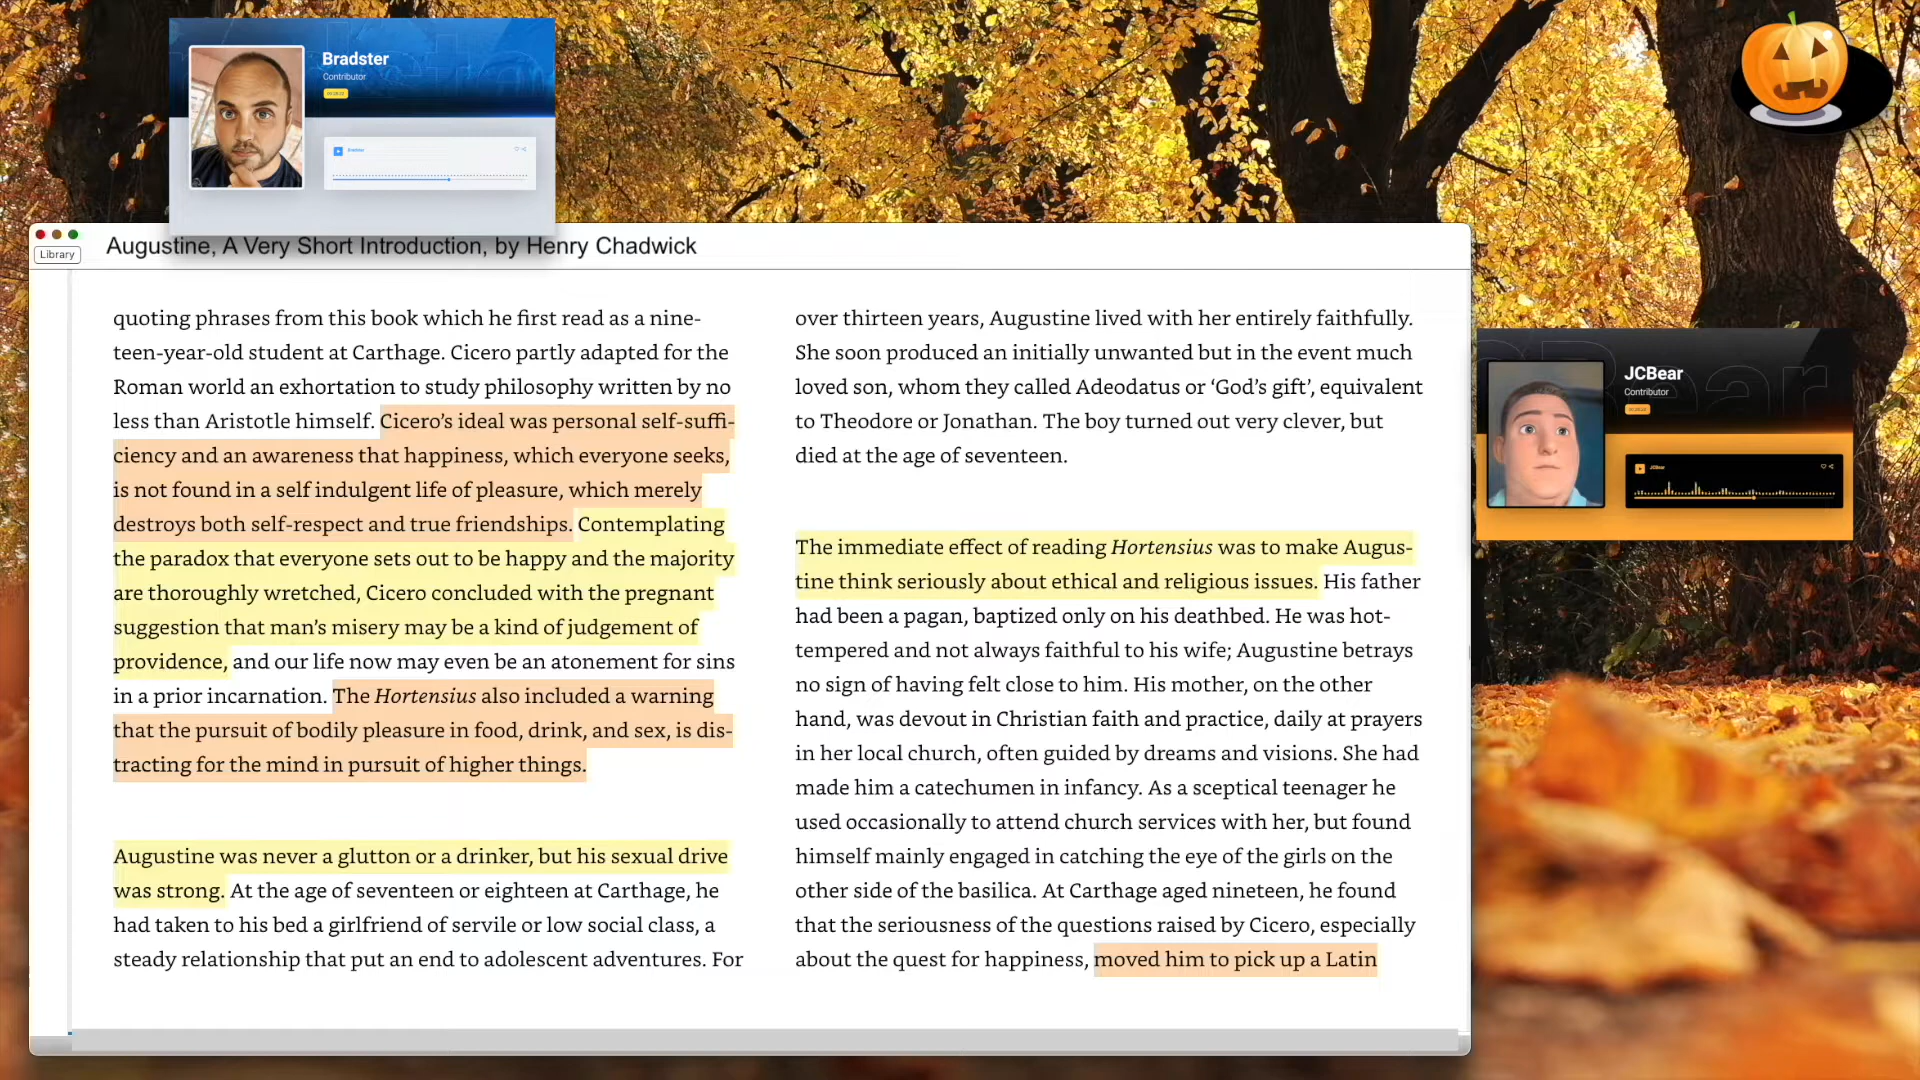 Bradster
Contributor
Library
Augustine, A Very Short Introduction, by Henry Chadwick
quoting phrases from this book which he first read as a nine-
teen-year-old student at Carthage. Cicero partly adapted for the
Roman world an exhortation to study philosophy written by no
less than Aristotle himself. Cicero’s ideal was personal self-suffi-
ciency and an awareness that happiness, which everyone seeks,
is not found in a self indulgent life of pleasure, which merely
destroys both self-respect and true friendships. Contemplating
the paradox that everyone sets out to be happy and the majority
are thoroughly wretched, Cicero concluded with the pregnant
suggestion that man’s misery may be a kind of judgement of
providence, and our life now may even be an atonement for sins
in a prior incarnation. The Hortensius also included a warning
that the pursuit of bodily pleasure in food, drink, and sex, is dis-
tracting for the mind in pursuit of higher things.
Augustine was never a glutton or a drinker, but his sexual drive
was strong. At the age of seventeen or eighteen at Carthage, he
had taken to his bed a girlfriend of servile or low social class, a
steady relationship that put an end to adolescent adventures. For
over thirteen years, Augustine lived with her entirely faithfully.
She soon produced an initially unwanted but in the event much
loved son, whom they called Adeodatus or ‘God’s gift’, equivalent
to Theodore or Jonathan. The boy turned out very clever, but
died at the age of seventeen.
The immediate effect of reading Hortensius was to make Augus-
tine think seriously about ethical and religious issues. His father
had been a pagan, baptized only on his deathbed. He was hot-
tempered and not always faithful to his wife; Augustine betrays
no sign of having felt close to him. His mother, on the other
hand, was devout in Christian faith and practice, daily at prayers
in her local church, often guided by dreams and visions. She had
made him a catechumen in infancy. As a sceptical teenager he
used occasionally to attend church services with her, but found
himself mainly engaged in catching the eye of the girls on the
other side of the basilica. At Carthage aged nineteen, he found
that the seriousness of the questions raised by Cicero, especially
about the quest for happiness, moved him to pick up a Latin
JCBear
Contributor
JCBear